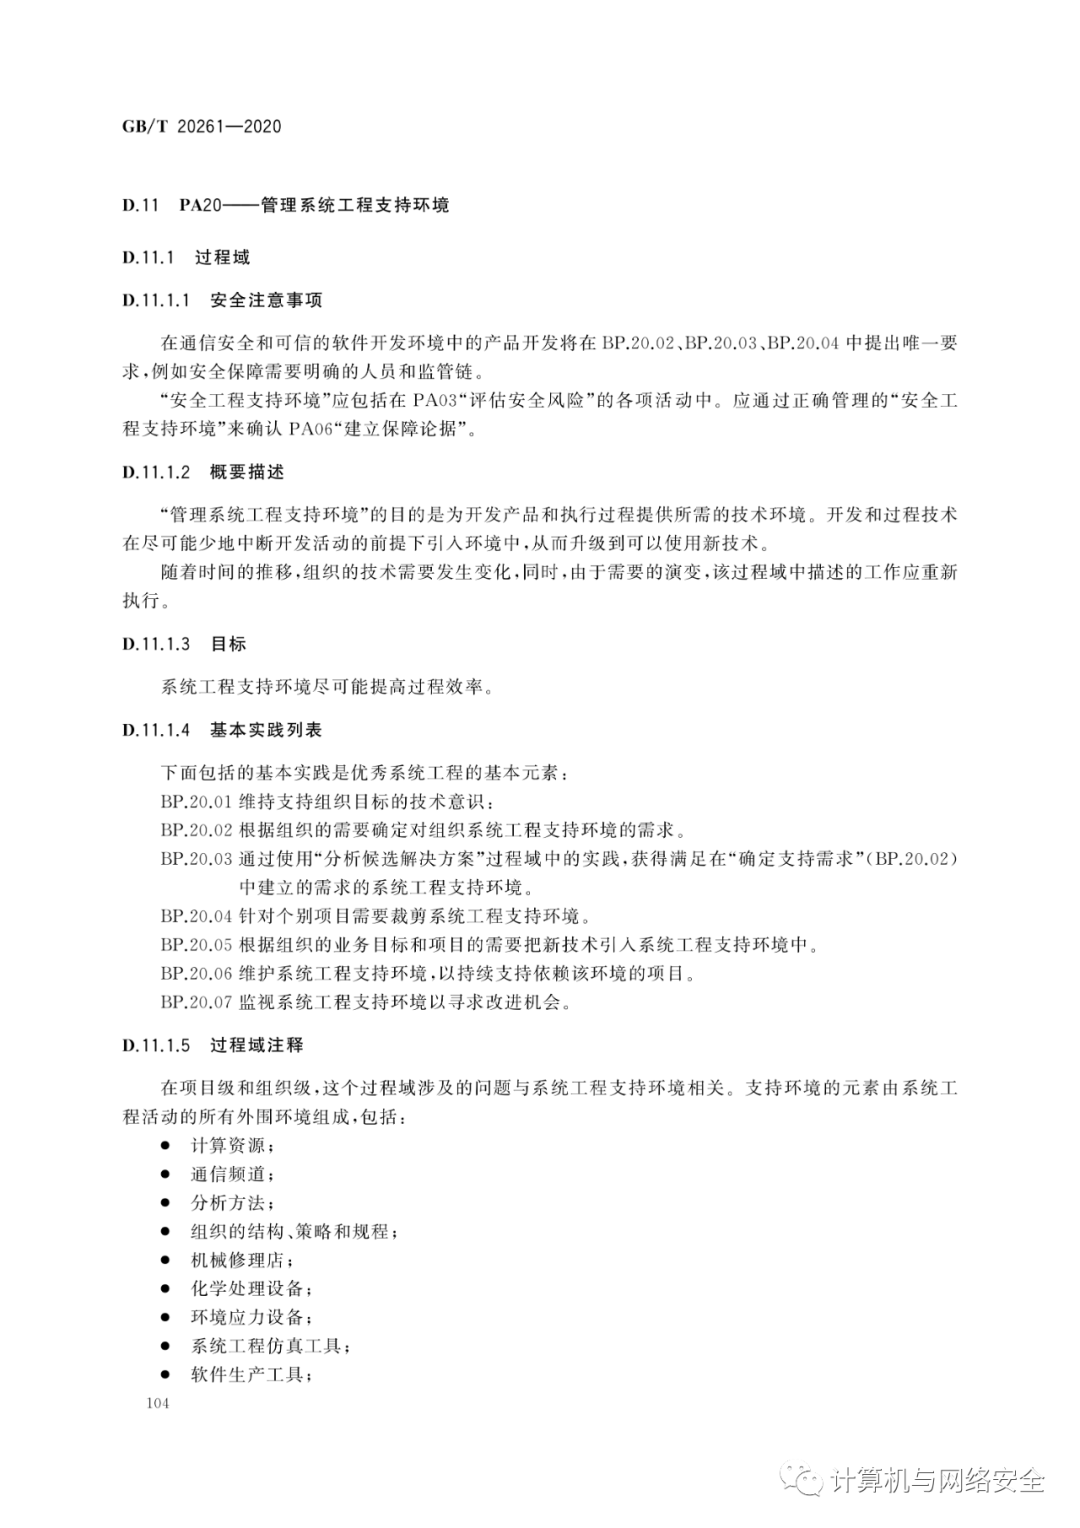 GB/T 20261—2020
D.11 PA20——管理系统工程支持环境
D.11.1 过程域
D.11.1.1 安全注意事项
在通信安全和可信的软件开发环境中的产品开发将在 BP.20.02、BP.20.03、BP.20.04 中提出唯一要
求,例如安全保障需要明确的人员和监管链。
“安全工程支持环境”应包括在 PA03“评估安全风险”的各项活动中。应通过正确管理的“安全工
程支持环境”来确认 PA06“建立保障论据”。
D.11.1.2 概要描述
“管理系统工程支持环境”的目的是为开发产品和执行过程提供所需的技术环境。开发和过程技术
在尽可能少地中断开发活动的前提下引入环境中,从而升级到可以使用新技术。
随着时间的推移,组织的技术需要发生变化,同时,由于需要的演变,该过程域中描述的工作应重新
执行。
D.11.1.3 目标
系统工程支持环境尽可能提高过程效率。
D.11.1.4 基本实践列表
下面包括的基本实践是优秀系统工程的基本元素:
BP.20.01 维持支持组织目标的技术意识;
BP.20.02 根据组织的需要确定对组织系统工程支持环境的需求。
BP.20.03 通过使用“分析候选解决方案”过程域中的实践,获得满足在“确定支持需求”(BP.20.02)
中建立的需求的系统工程支持环境。
BP.20.04 针对个别项目需要裁剪系统工程支持环境。
BP.20.05 根据组织的业务目标和项目的需要把新技术引入系统工程支持环境中。
BP.20.06 维护系统工程支持环境,以持续支持依赖该环境的项目。
BP.20.07 监视系统工程支持环境以寻求改进机会。
D.11.1.5 过程域注释
在项目级和组织级,这个过程域涉及的问题与系统工程支持环境相关。支持环境的元素由系统工
程活动的所有外围环境组成,包括:
● 计算资源;
● 通信频道;
● 分析方法;
● 组织的结构、策略和规程;
● 机械修理店;
● 化学处理设备;
● 环境应力设备;
● 系统工程仿真工具;
● 软件生产工具;
104
计算机与网络安全